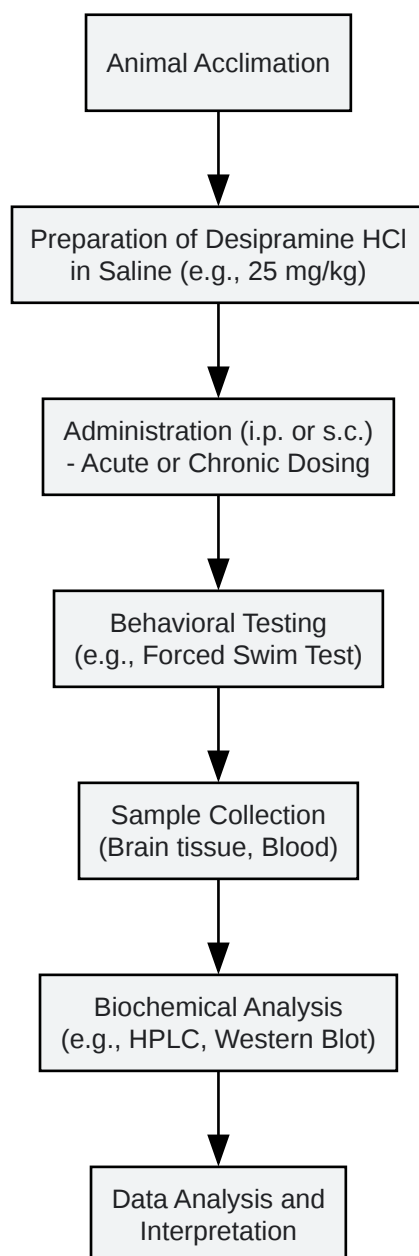 Animal Acclimation
Preparation of Desipramine HCl
in Saline (e.g., 25 mg/kg)
Administration (i.p. or s.c.)
- Acute or Chronic Dosing
Behavioral Testing
(e.g., Forced Swim Test)
Sample Collection
(Brain tissue, Blood)
Biochemical Analysis
(e.g., HPLC, Western Blot)
Data Analysis and
Interpretation